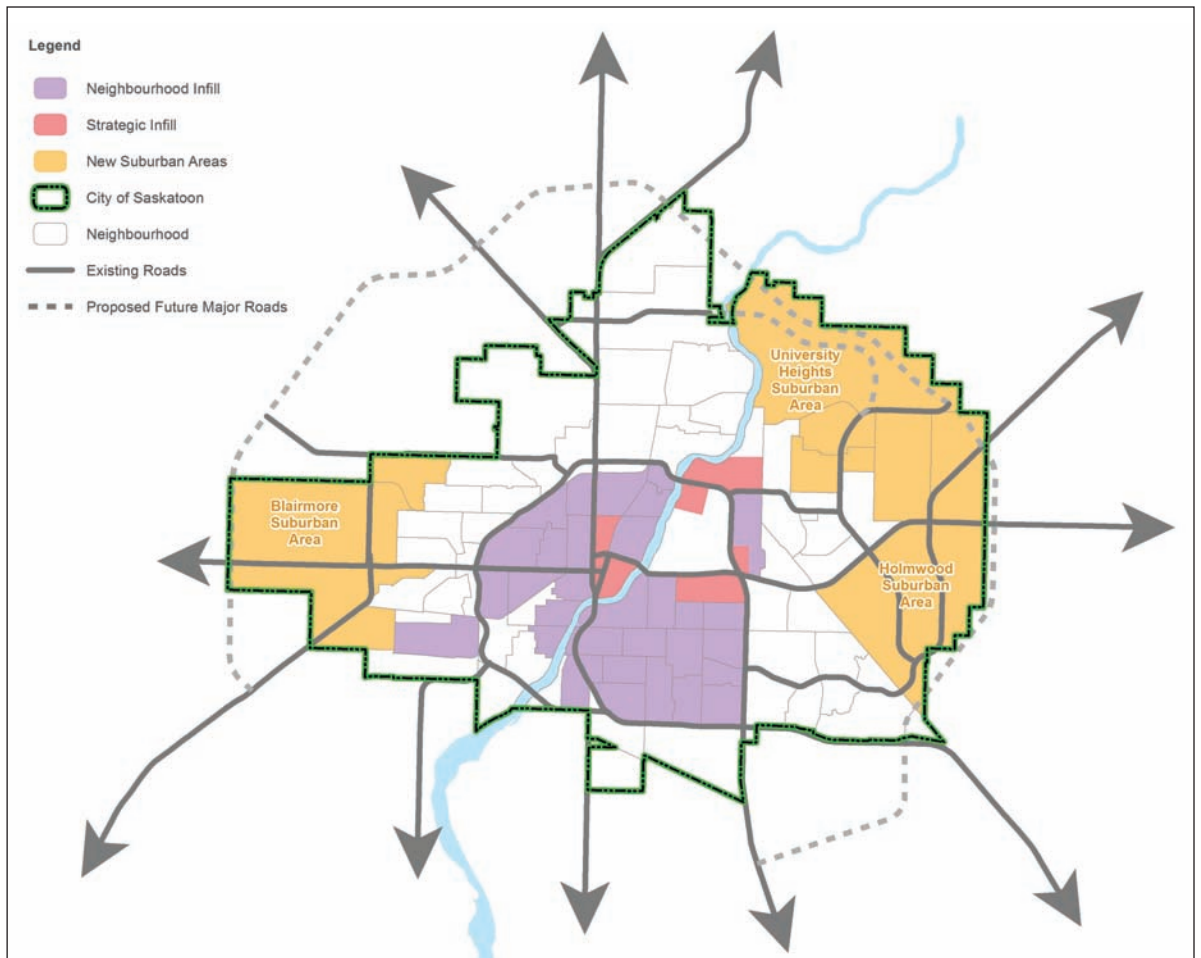 Legend
Neighbourhood Infill
Strategic Infill
New Suburban Areas
City of Saskatoon
Neighbourhood
Existing Roads
Proposed Future Major Roads
University
Heights
Suburban
Area
Blairmore
Suburban
Area
Holmwood
Suburban
Area